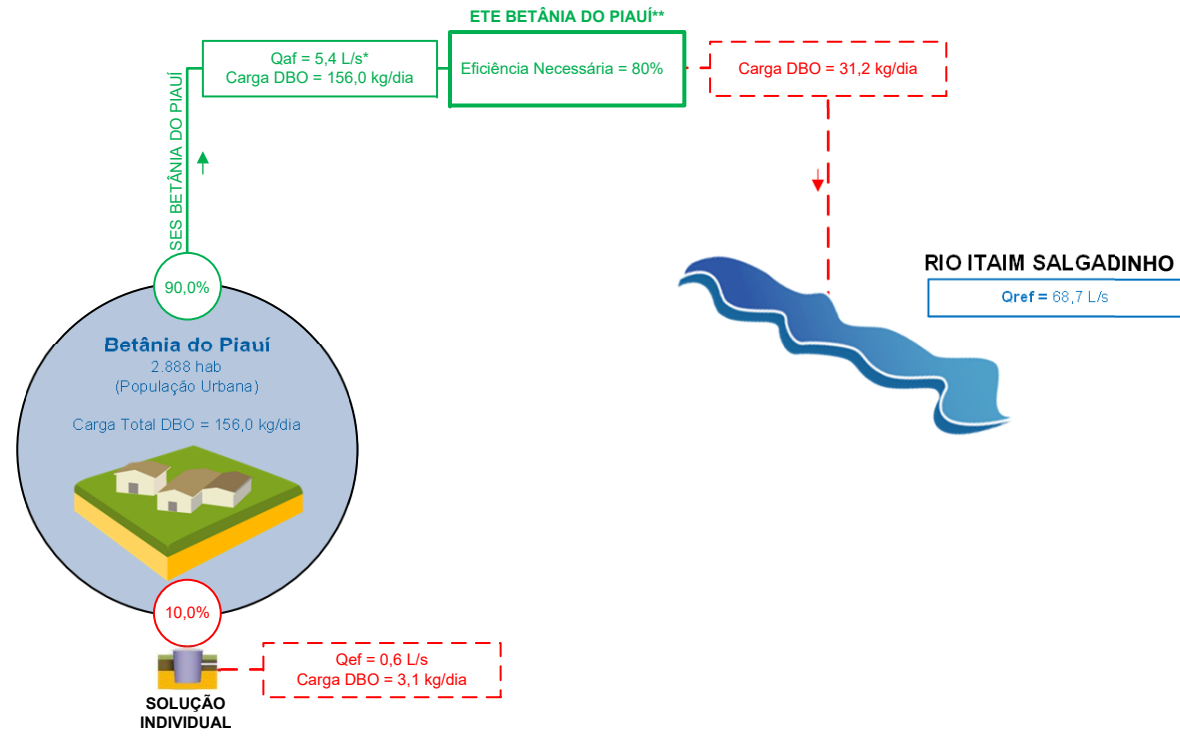 ETE BETÂNIA DO PIAUÍ**
Qaf = 5,4 L/s*
Carga DBO = 156,0 kg/dia
Eficiência Necessária = 80%
Carga DBO = 31,2 kg/dia
SES BETÂNIA DO PIAUÍ
RIO ITAIM SALGADINHO
Qref = 68,7 L/s
90,0%
Betânia do Piauí
2.888 hab
(População Urbana)
Carga Total DBO = 156,0 kg/dia
10,0%
Qef = 0,6 L/s
Carga DBO = 3,1 kg/dia
SOLUÇÃO
INDIVIDUAL